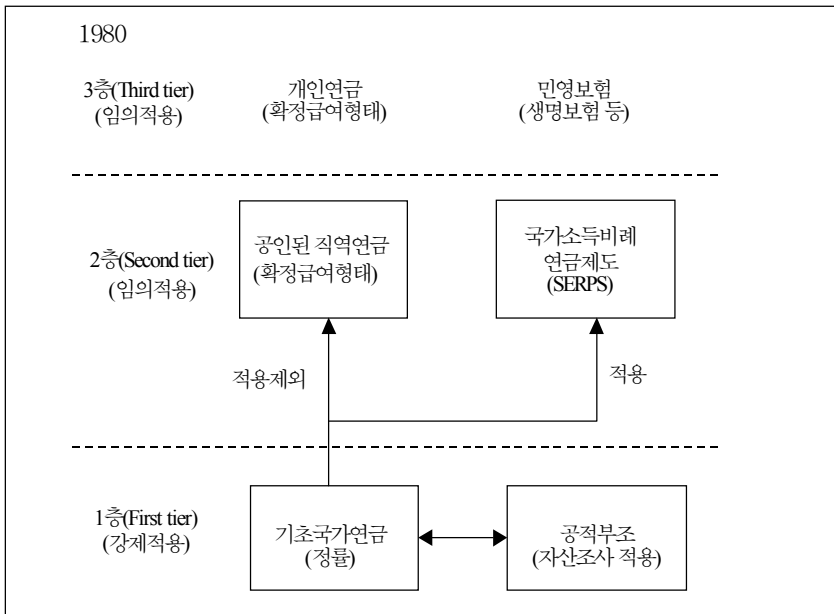 1980
3층(Third tier)
(임의적용)
개인연금
(확정급여형태)
민영보험
(생명보험 등)
2층(Second tier)
(임의적용)
공인된 직역연금
(확정급여형태)
국가소득비례
연금제도
(SERPS)
적용제외
적용
1층(First tier)
(강제적용)
기초국가연금
(정률)
공적부조
(자산조사 적용)